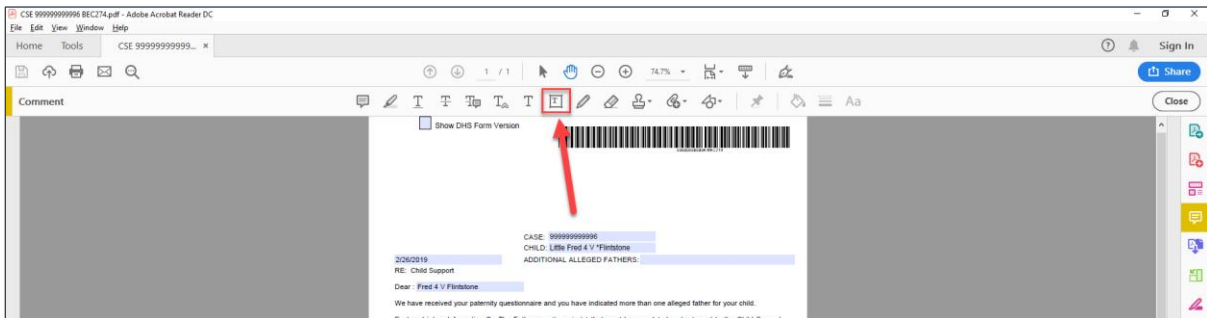 CSE 999999999996 BEC274.pdf - Adobe Acrobat Reader DC
File Edit View Window Help
Home Tools CSE 99999999999... × Sign In
1 / 1 74.7% Share
Comment Close
Show DHS Form Version
CASE: 999999999996
CHILD: Little Fred 4 V *Flintstone
2/26/2019 ADDITIONAL ALLEGED FATHERS:
RE: Child Support
Dear : Fred 4 V Flintstone
We have received your paternity questionnaire and you have indicated more than one alleged father for your child.